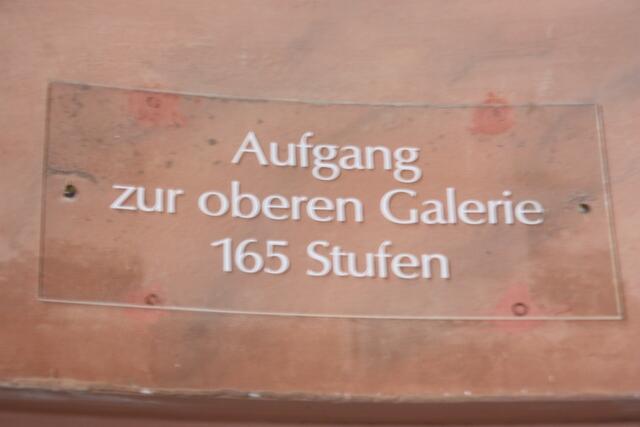 Aufgang
zur oberen Galerie
165 Stufen